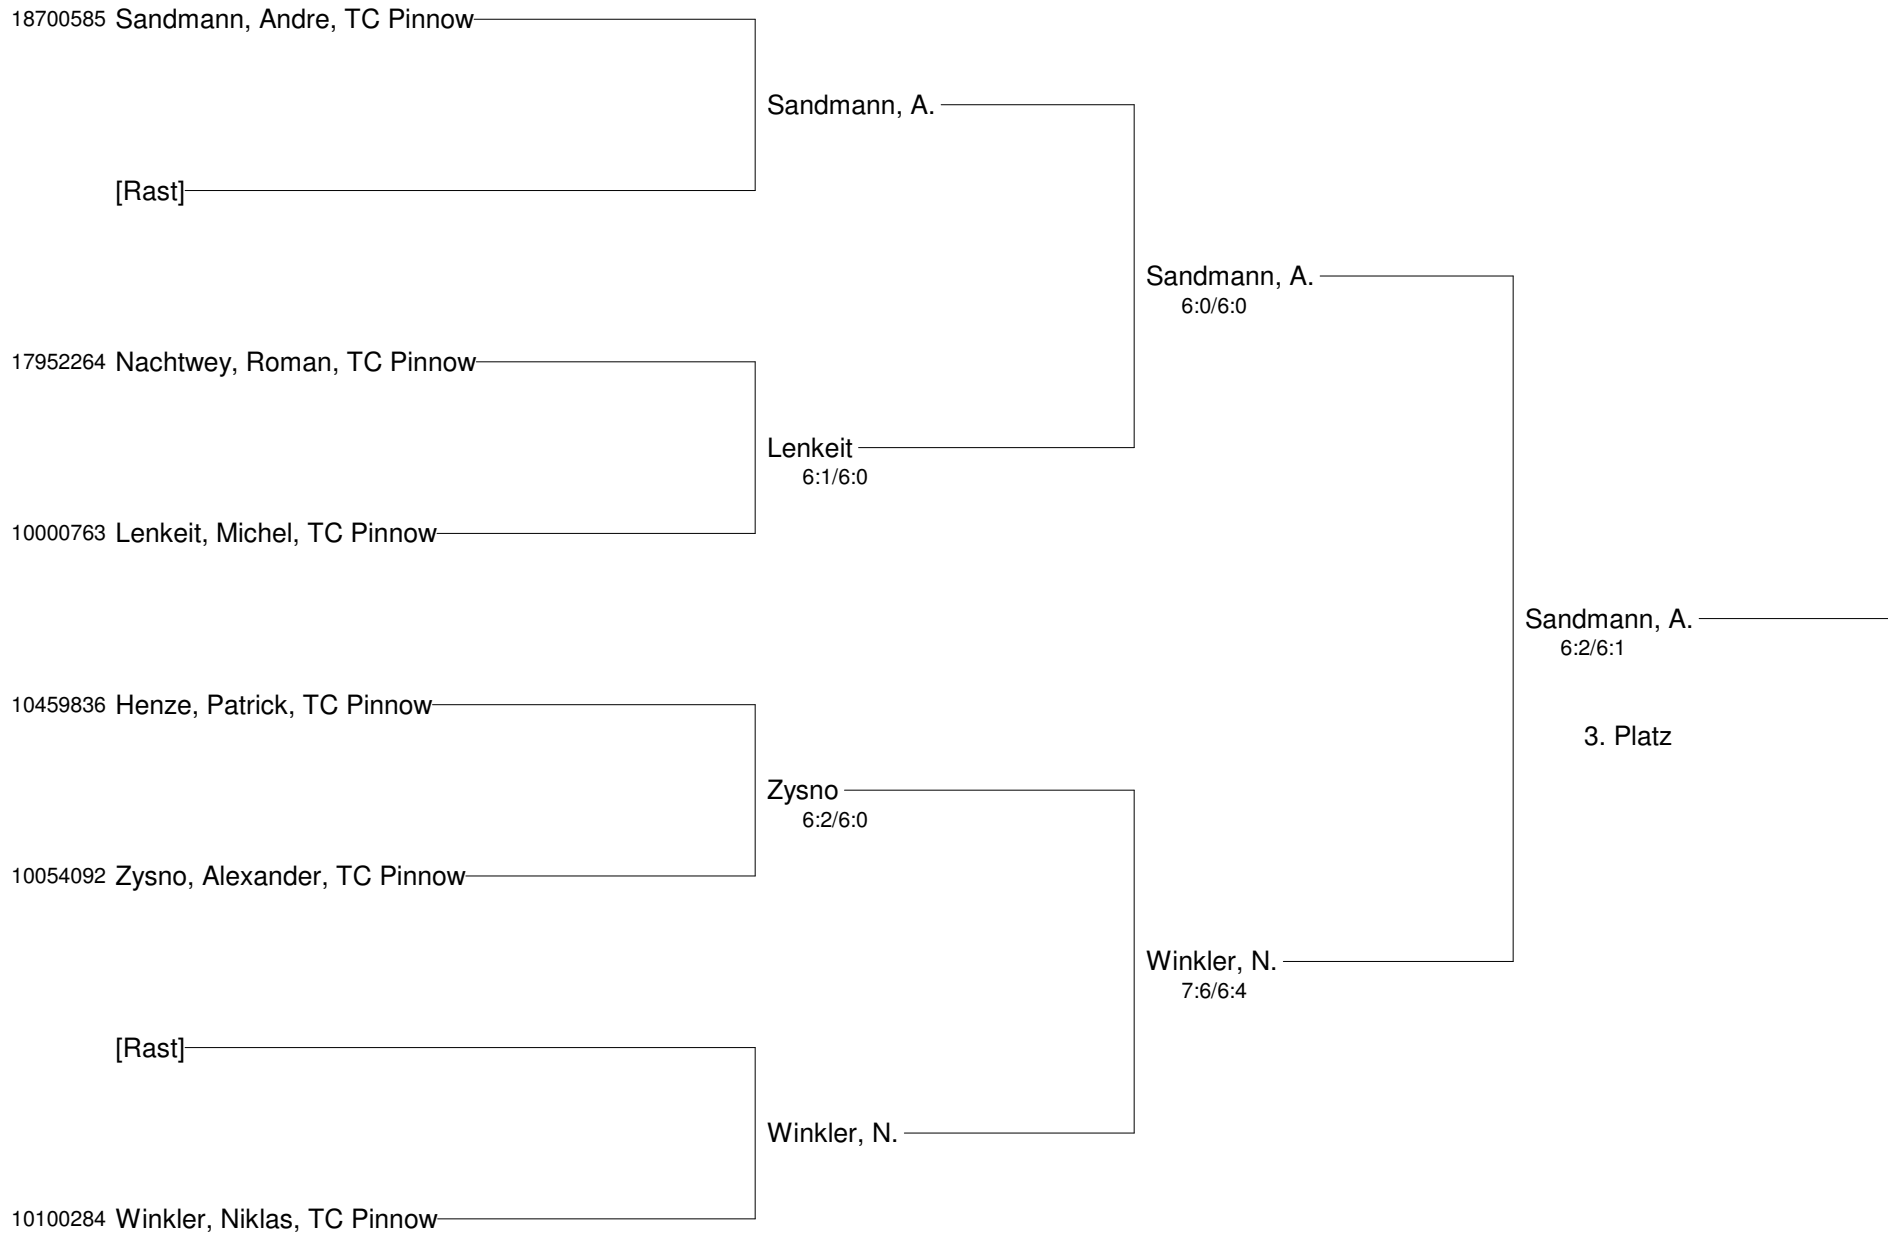 18700585 Sandmann, Andre, TC Pinnow
Sandmann, A.
[Rast]
Sandmann, A.
6:0/6:0
17952264 Nachtwey, Roman, TC Pinnow
Lenkeit
6:1/6:0
10000763 Lenkeit, Michel, TC Pinnow
Sandmann, A.
6:2/6:1
10459836 Henze, Patrick, TC Pinnow
3. Platz
Zysno
6:2/6:0
10054092 Zysno, Alexander, TC Pinnow
Winkler, N.
7:6/6:4
[Rast]
Winkler, N.
10100284 Winkler, Niklas, TC Pinnow